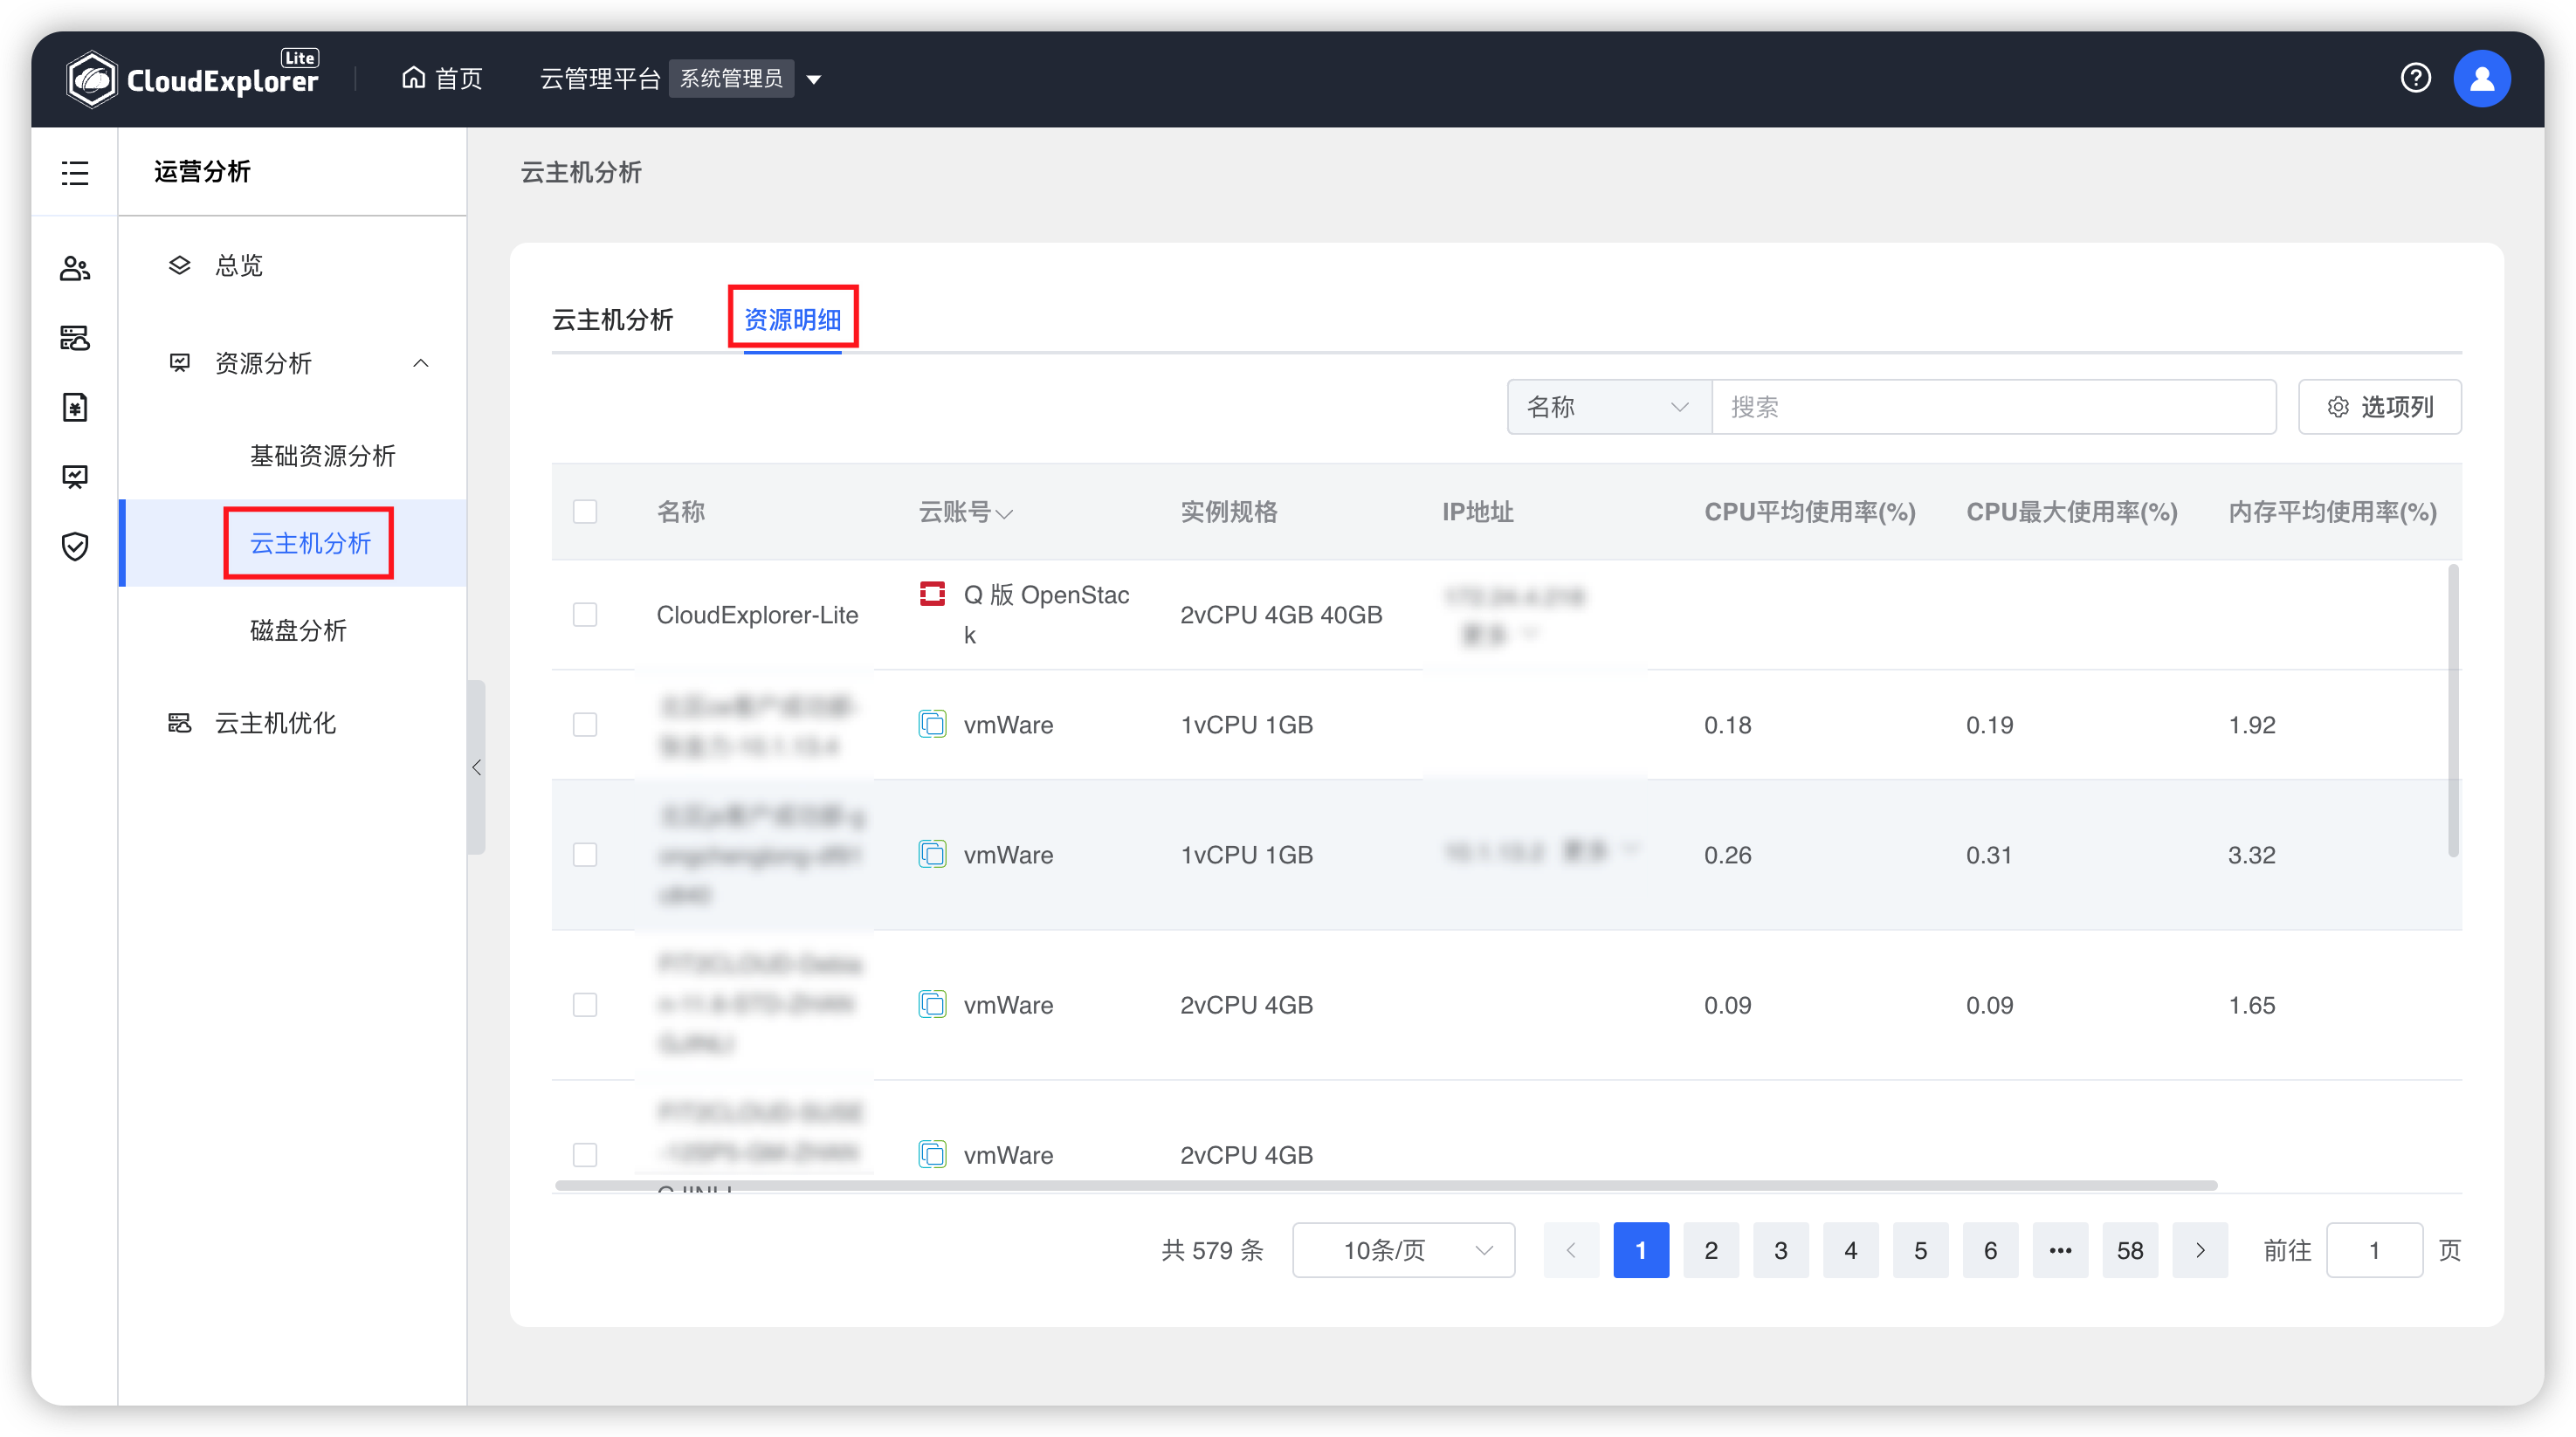 CloudExplorer Lite
首页
云管理平台 系统管理员
运营分析
总览
资源分析
基础资源分析
云主机分析
磁盘分析
云主机优化
云主机分析
云主机分析 资源明细
名称 搜索 选项列
名称 云账号 实例规格 IP地址 CPU平均使用率(%) CPU最大使用率(%) 内存平均使用率(%)
CloudExplorer-Lite Q 版 OpenStac
k 2vCPU 4GB 40GB
vmWare 1vCPU 1GB 0.18 0.19 1.92
vmWare 1vCPU 1GB 0.26 0.31 3.32
vmWare 2vCPU 4GB 0.09 0.09 1.65
vmWare 2vCPU 4GB
共 579 条 10条/页 1 2 3 4 5 6 ••• 58 前往 1 页